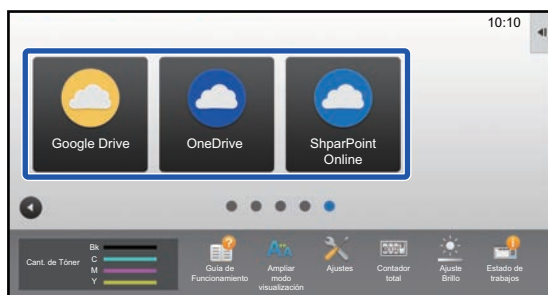 10:10
Google Drive
OneDrive
ShparPoint
Online
Cant. de Tóner
Bk
C
M
Y
Guía de
Funcionamiento
Ampliar
modo
visualización
Ajustes
Contador
total
Ajuste
Brillo
Estado de
trabajos